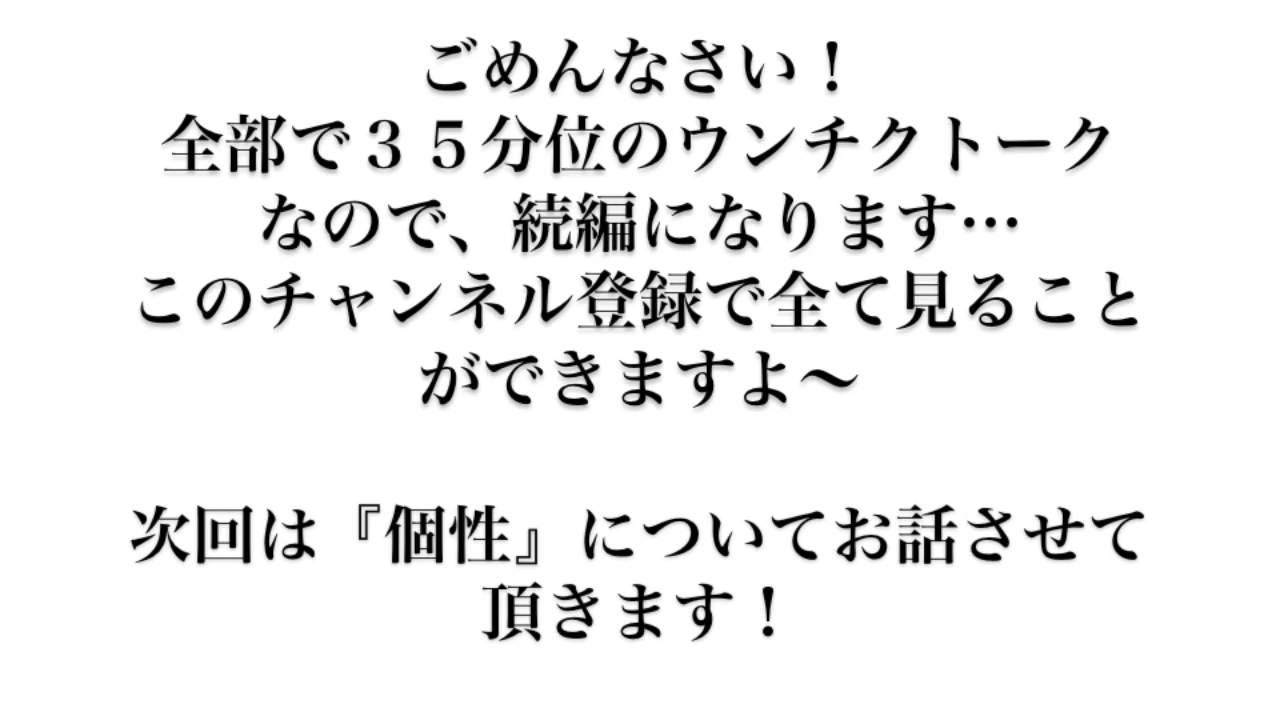 ごめんなさい！
全部で３５分位のウンチクトーク
なので、続編になります…
このチャンネル登録で全て見ること
ができますよ〜
次回は『個性』についてお話させて
頂きます！